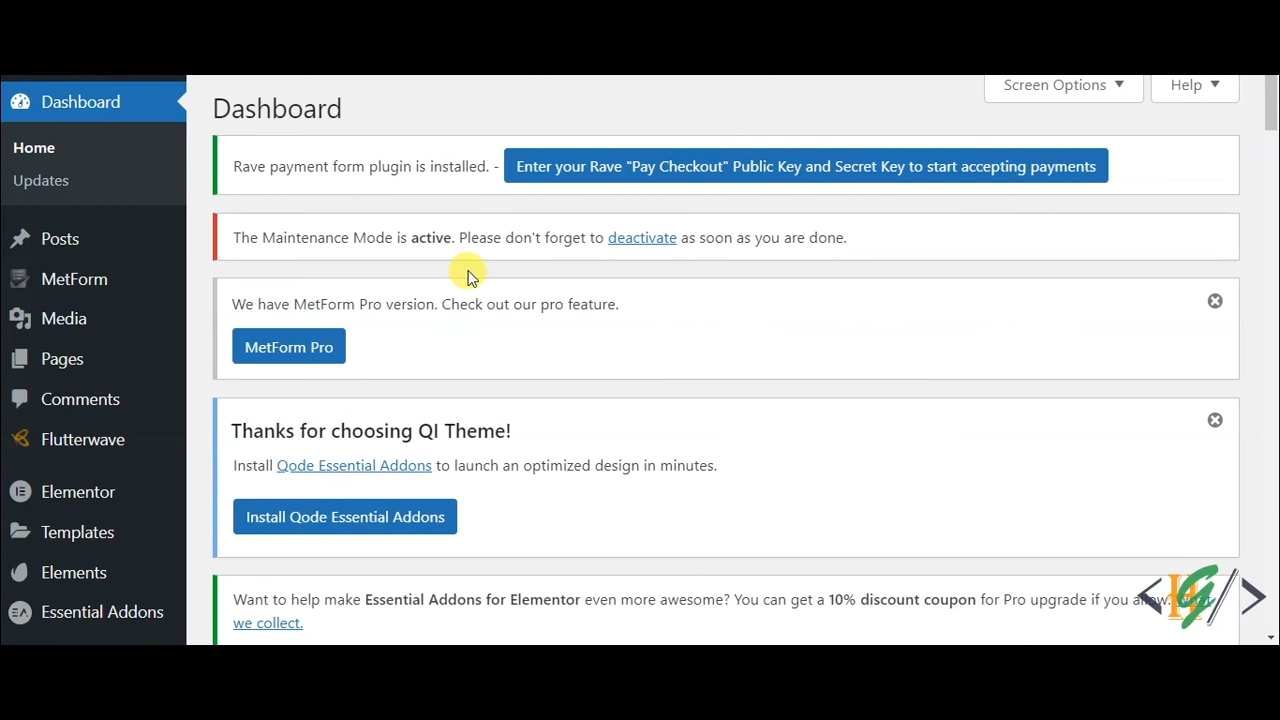 Dashboard
Home
Updates
Posts
MetForm
Media
Pages
Comments
Flutterwave
Elementor
Templates
Elements
Essential Addons
Screen Options
Help
Dashboard
Rave payment form plugin is installed. - Enter your Rave "Pay Checkout" Public Key and Secret Key to start accepting payments
The Maintenance Mode is active. Please don't forget to deactivate as soon as you are done.
We have MetForm Pro version. Check out our pro feature.
MetForm Pro
Thanks for choosing QI Theme!
Install Qode Essential Addons to launch an optimized design in minutes.
Install Qode Essential Addons
Want to help make Essential Addons for Elementor even more awesome? You can get a 10% discount coupon for Pro upgrade if you allow.
we collect.